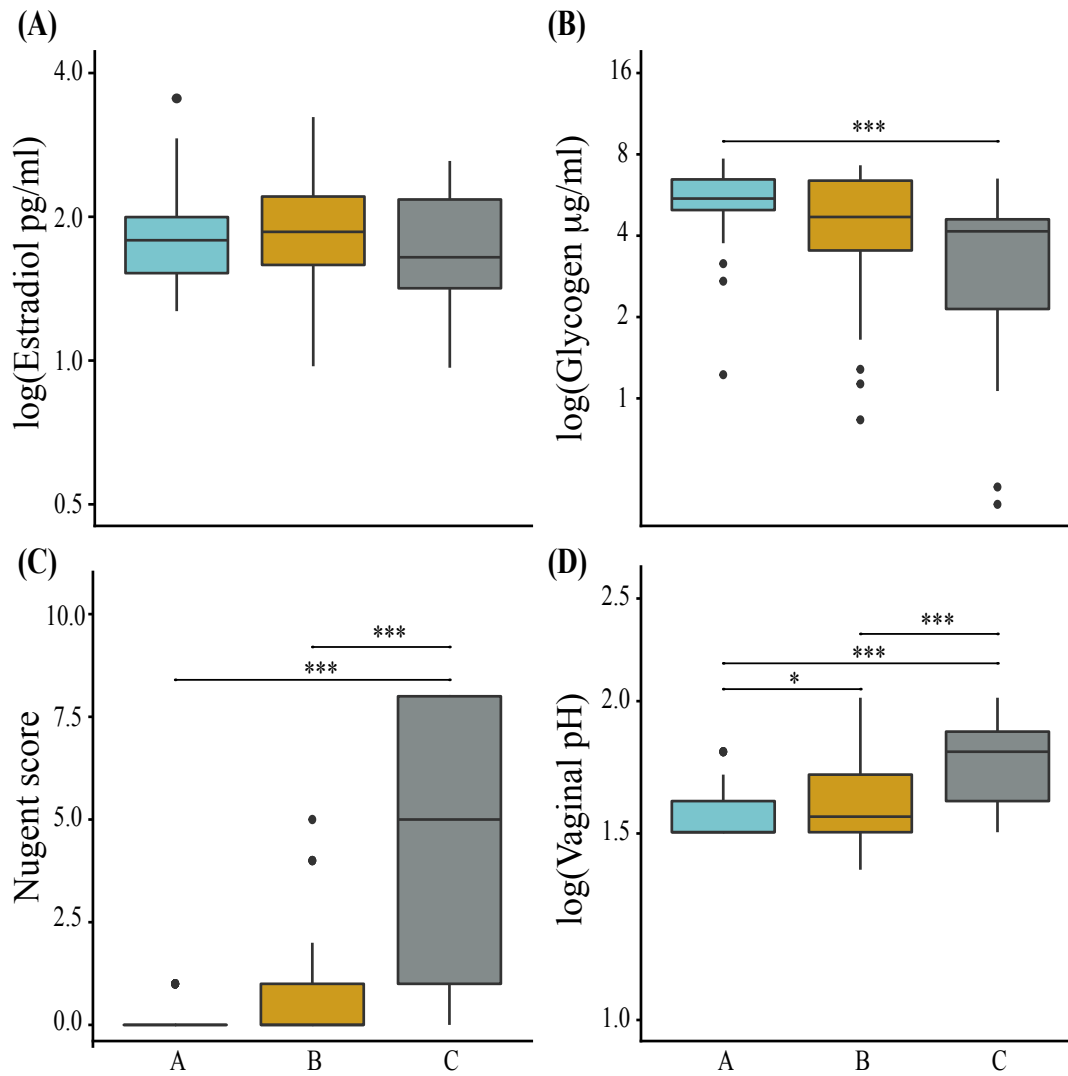 (A)
4.0
2.0
1.0
0.5
log(Estradiol pg/ml)
(B)
16
8
4
2
1
log(Glycogen µg/ml)
***
(C)
10.0
7.5
5.0
2.5
0.0
Nugent score
***
***
A
B
C
(D)
2.5
2.0
1.5
1.0
log(Vaginal pH)
***
***
*
A
B
C